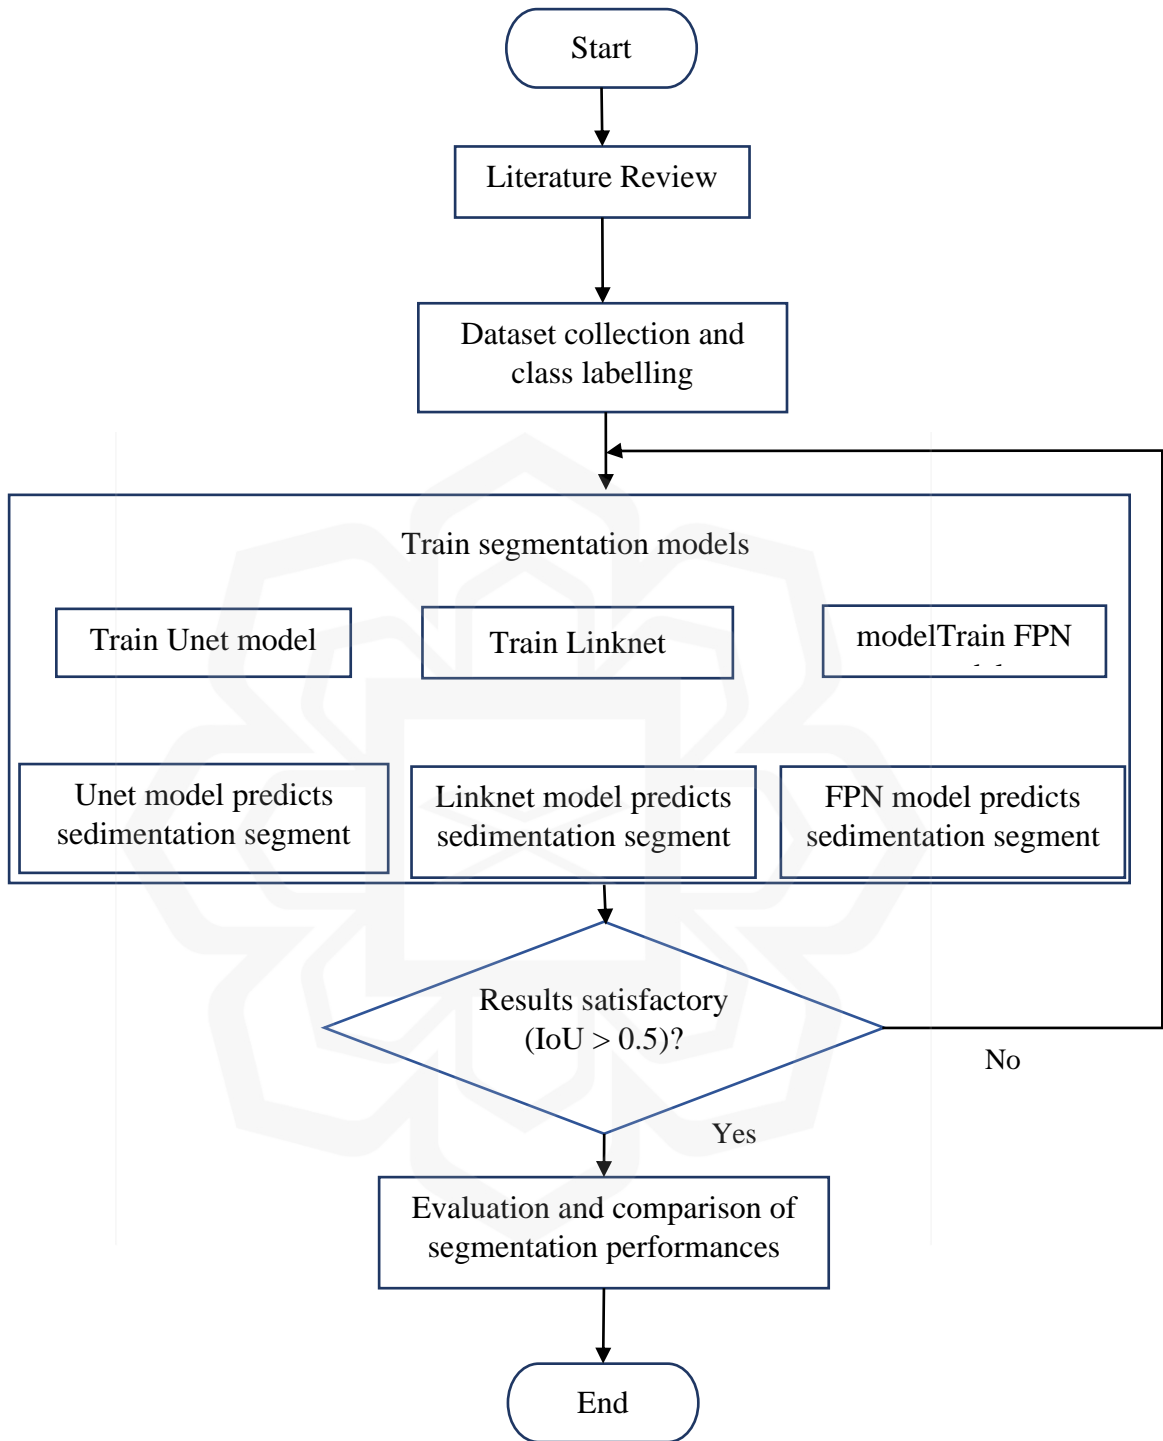 Start
Literature Review
Dataset collection and
class labelling
Train segmentation models
Train Unet model
Train Linknet
modelTrain FPN
Unet model predicts
sedimentation segment
Linknet model predicts
sedimentation segment
FPN model predicts
sedimentation segment
Results satisfactory
(IoU > 0.5)?
No
Yes
Evaluation and comparison of
segmentation performances
End